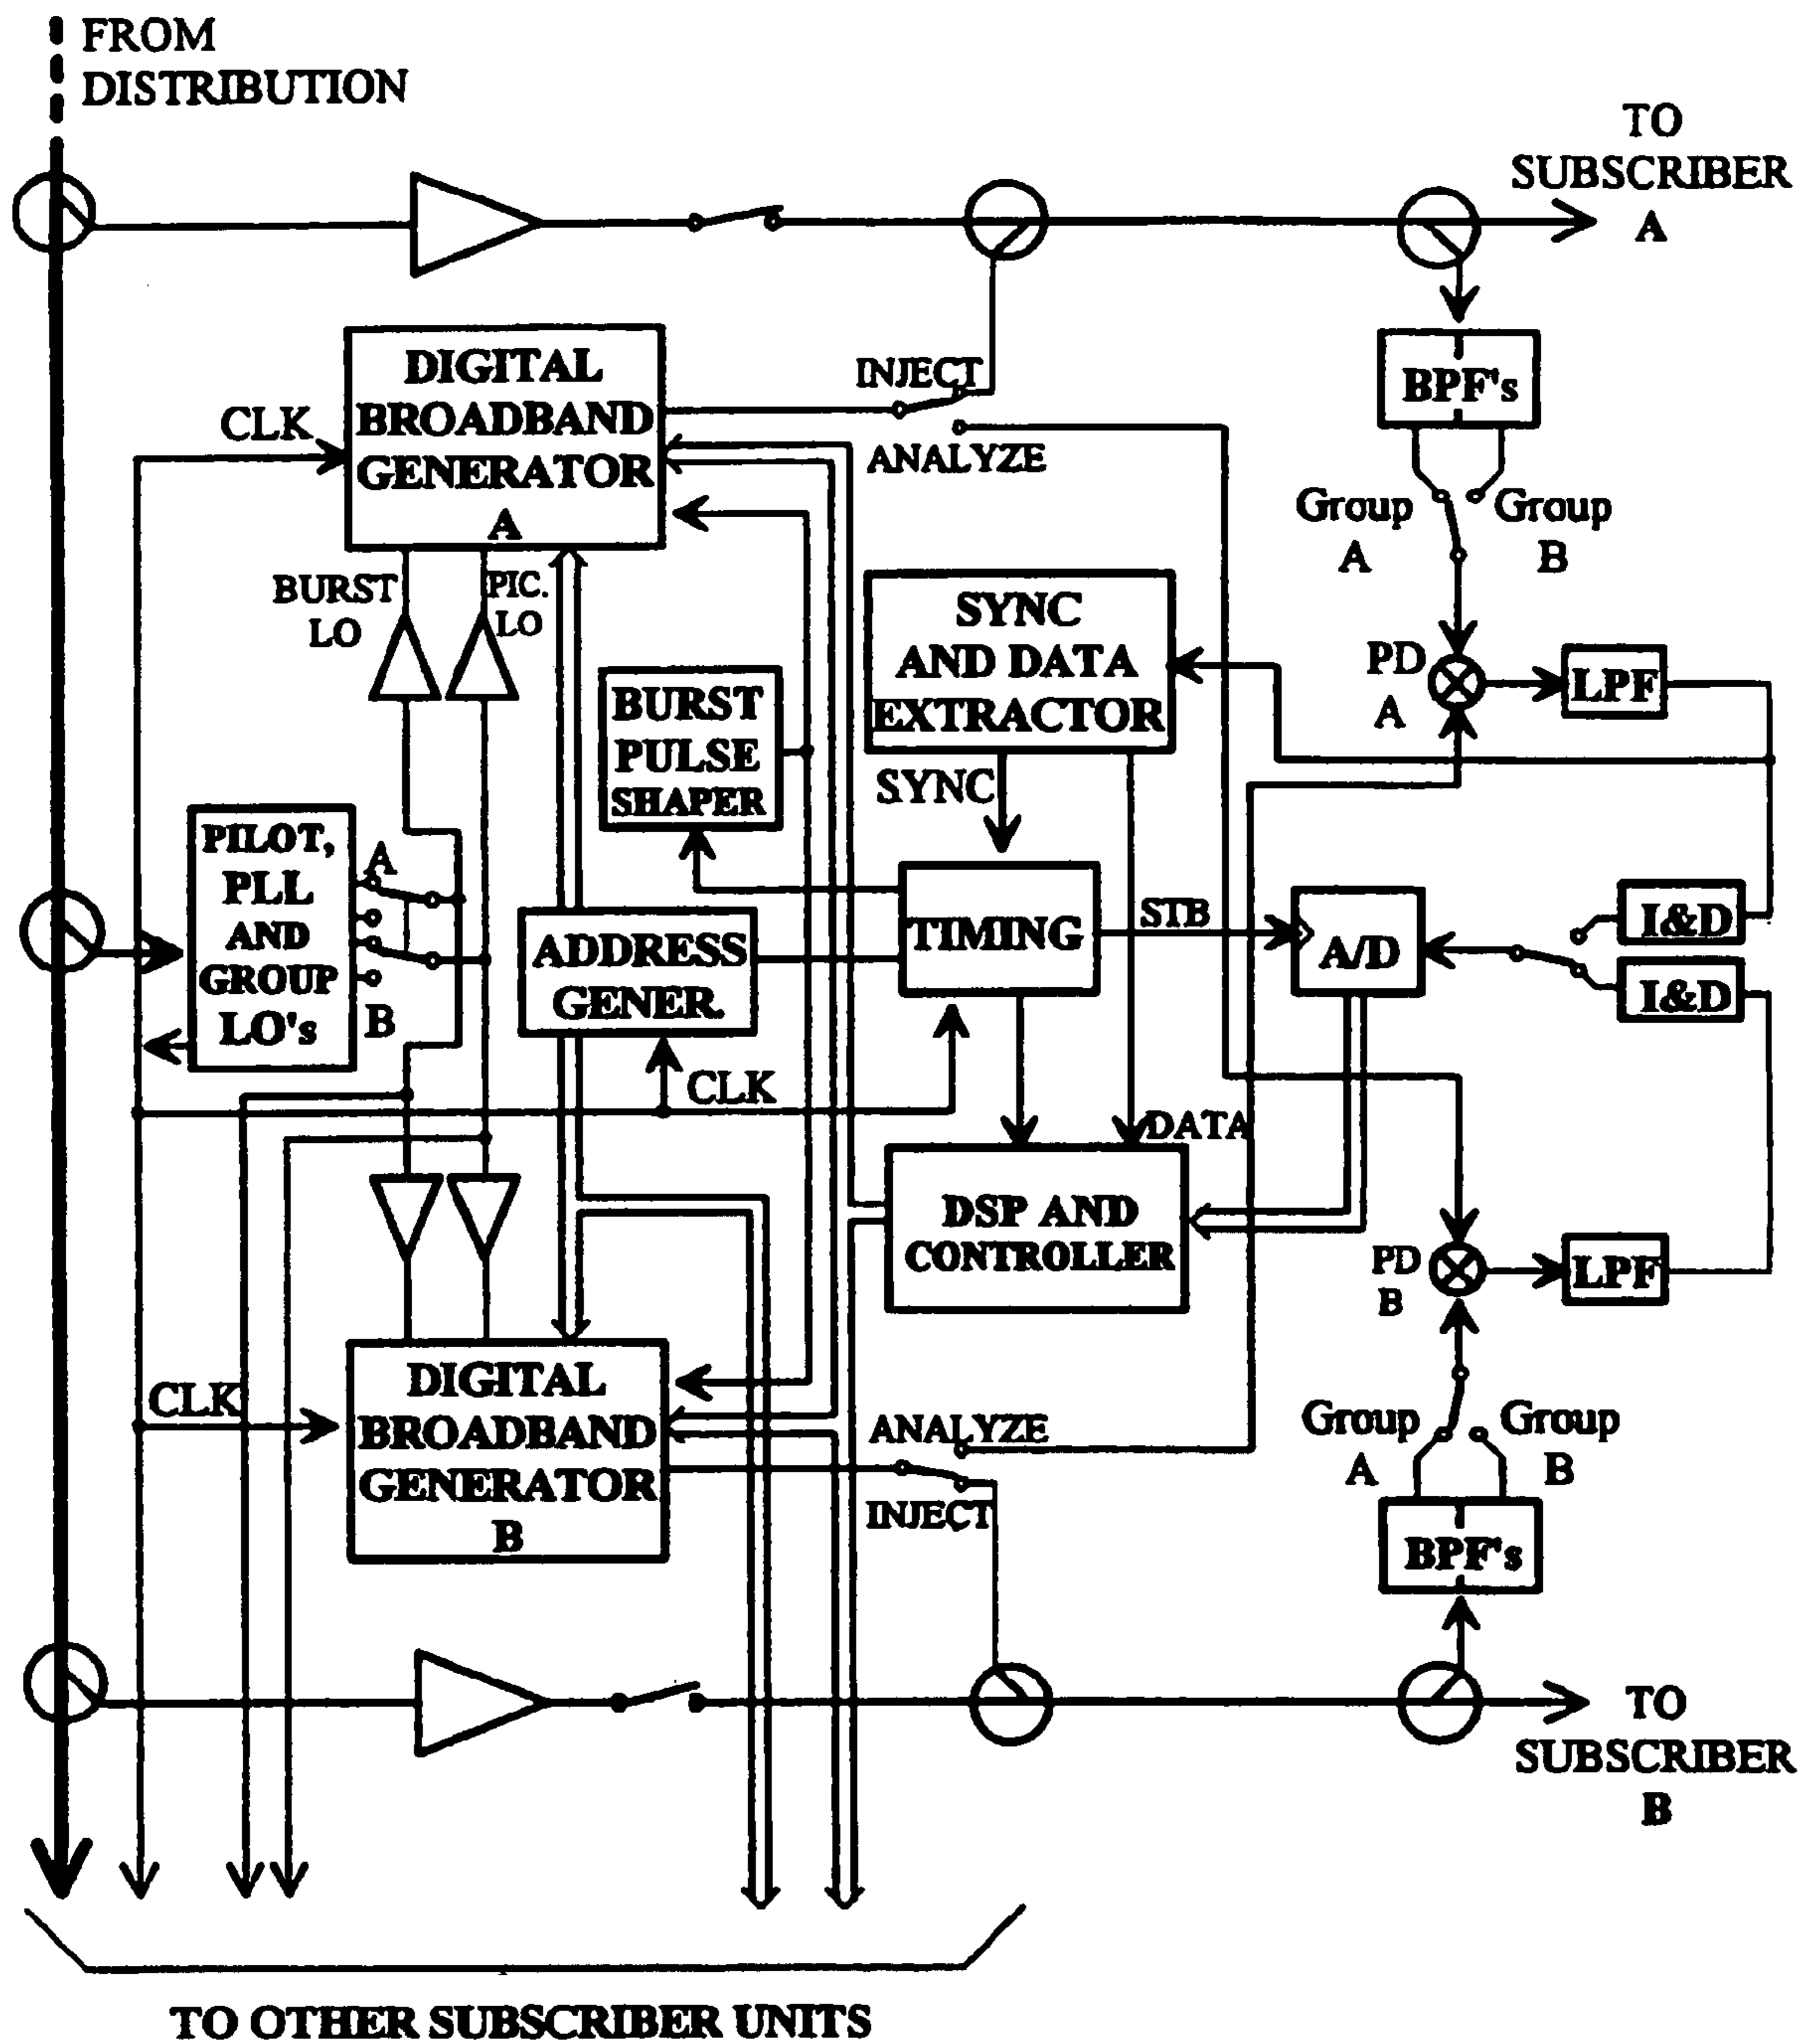 FROM
DISTRIBUTION
TO
SUBSCRIBER
A
DIGITAL
BROADBAND
GENERATOR
A
CLK
INJECT
ANALYZE
BPF's
Group
A
Group
B
BURST
LO
PIC.
LO
SYNC
AND DATA
EXTRACTOR
PD
A
LPF
BURST
PULSE
SHAPER
SYNC
PILOT,
PLL
AND
GROUP
LO's
A
B
ADDRESS
GENER.
TIMING
STB
A/D
I&D
I&D
CLK
DATA
DSP AND
CONTROLLER
PD
B
LPF
DIGITAL
BROADBAND
GENERATOR
B
CLK
ANALYZE
INJECT
Group
A
Group
B
BPF's
TO
SUBSCRIBER
B
TO OTHER SUBSCRIBER UNITS